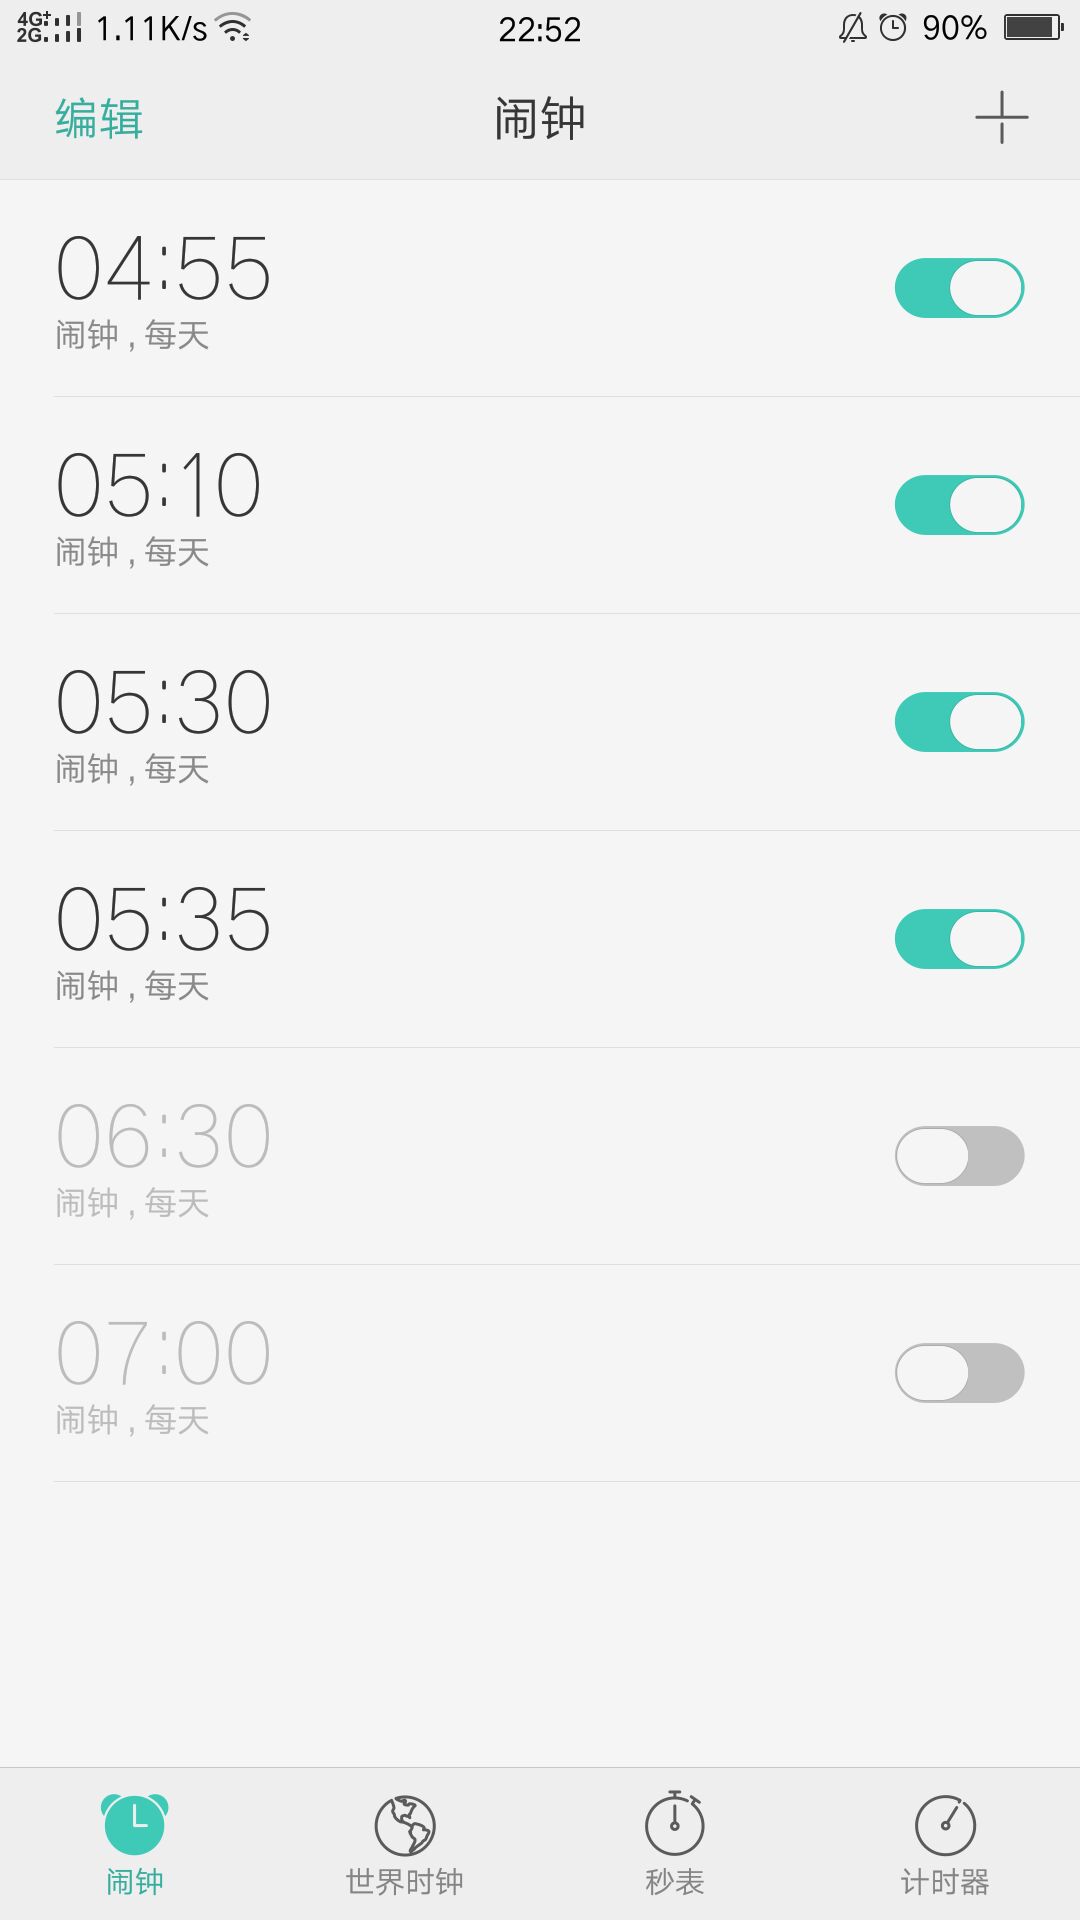 4G+ 2G 1.11K/s 22:52 90%
编辑 闹钟
04:55
闹钟 , 每天
05:10
闹钟 , 每天
05:30
闹钟 , 每天
05:35
闹钟 , 每天
06:30
闹钟 , 每天
07:00
闹钟 , 每天
闹钟 世界时钟 秒表 计时器